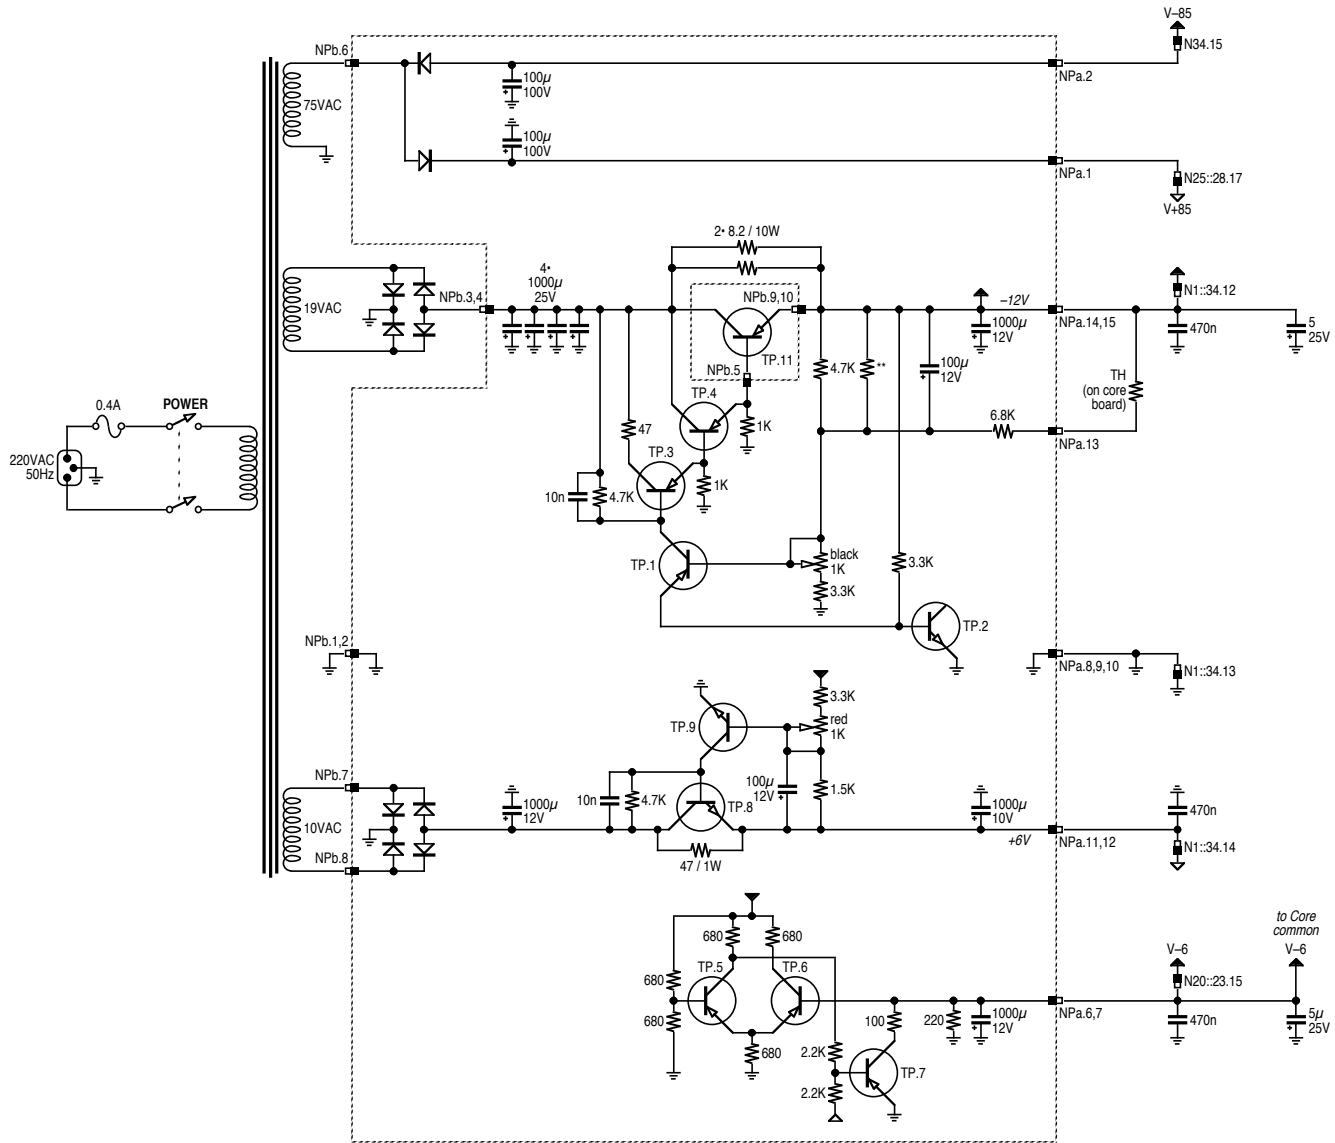 V–85
NPb.6
N34.15
100µ
100V
NPa.2
75VAC
100µ
100V
NPa.1
N25::28.17
V+85
2• 8.2 / 10W
4•
1000µ
25V
19VAC
NPb.3,4
NPb.9,10
–12V
N1::34.12
TP.11
1000µ
12V
NPa.14,15
470n
5
25V
NPb.5
4.7K
**
100µ
12V
TH
(on core
board)
0.4A
POWER
TP.4
47
1K
6.8K
NPa.13
220VAC
50Hz
TP.3
10n
4.7K
1K
TP.1
black
1K
3.3K
3.3K
TP.2
NPb.1,2
NPa.8,9,10
N1::34.13
3.3K
TP.9
red
1K
NPb.7
100µ
12V
1.5K
1000µ
12V
10n
4.7K
TP.8
1000µ
10V
470n
10VAC
+6V
NPa.11,12
N1::34.14
NPb.8
47 / 1W
to Core
common
680
680
V–6
V–6
TP.5
TP.6
680
N20::23.15
680
100
220
1000µ
12V
NPa.6,7
470n
5µ
25V
680
2.2K
TP.7
2.2K